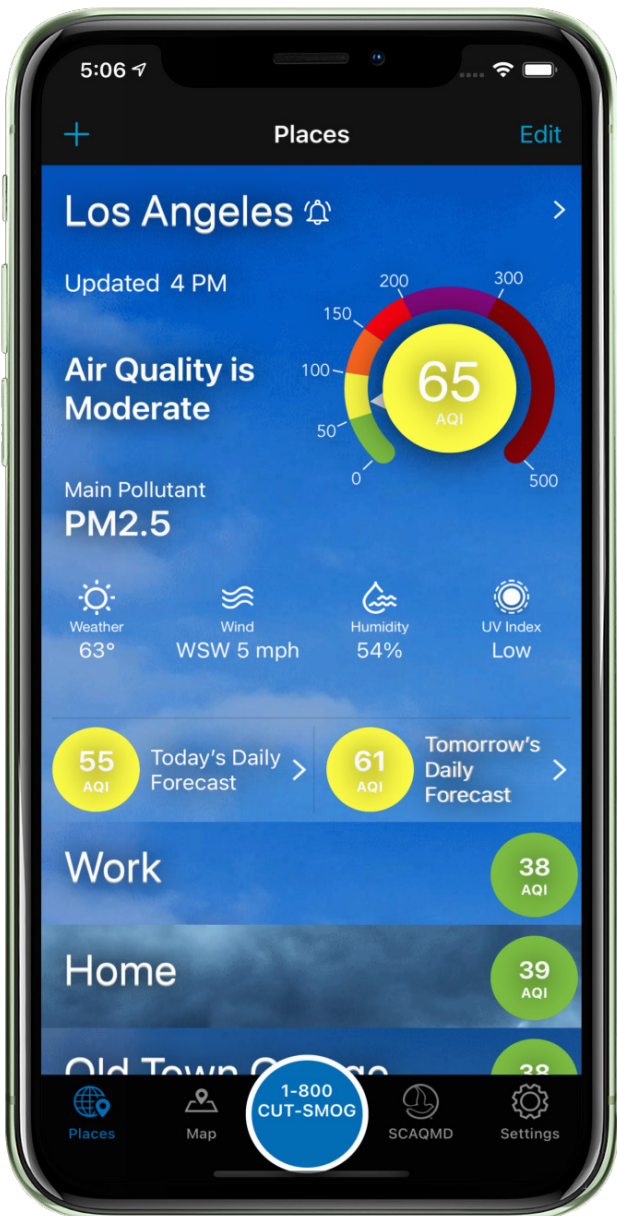 5:06
Places
Edit
Los Angeles
Updated 4 PM
Air Quality is
Moderate
Main Pollutant
PM2.5
0
50
100
150
200
300
500
65
AQI
Weather
63°
Wind
WSW 5 mph
Humidity
54%
UV Index
Low
55
AQI
Today's Daily
Forecast
61
AQI
Tomorrow's
Daily
Forecast
Work
38
AQI
Home
39
AQI
Old Town
38
Places
Map
1-800
CUT-SMOG
SCAQMD
Settings